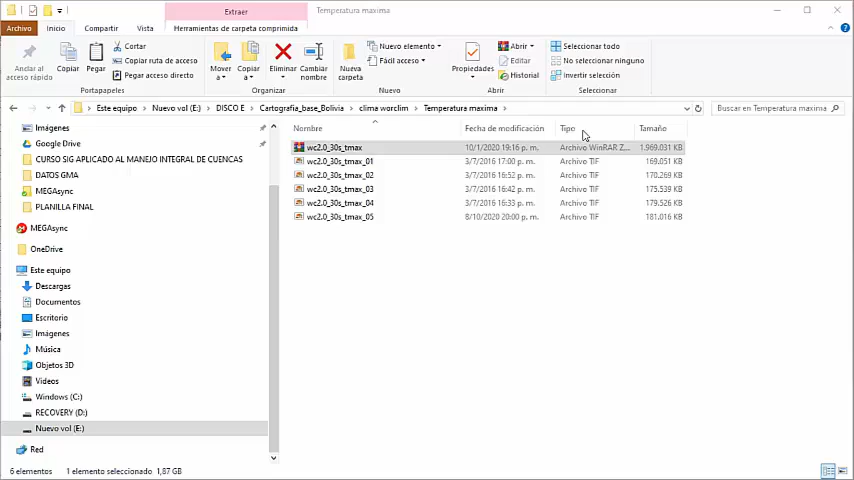 Extraer
Temperatura maxima
Archivo
Inicio
Compartir
Vista
Herramientas de carpeta comprimida
Anclar al acceso rápido
Copiar
Pegar
Cortar
Copiar ruta de acceso
Pegar acceso directo
Portapapeles
Mover a
Copiar a
Eliminar
Cambiar nombre
Organizar
Nueva carpeta
Nuevo elemento
Fácil acceso
Nuevo
Propiedades
Abrir
Editar
Historial
Abrir
Seleccionar todo
No seleccionar ninguno
Invertir selección
Seleccionar
Este equipo > Nuevo vol (E:) > DISCO E > Cartografia_base_Bolivia > clima worclim > Temperatura maxima >
Buscar en Temperatura maxima
Nombre Fecha de modificación Tipo Tamaño
wc2.0_30s_tmax 10/1/2020 19:16 p. m. Archivo WinRAR Z... 1.969.031 KB
wc2.0_30s_tmax_01 3/7/2016 17:00 p. m. Archivo TIF 169.051 KB
wc2.0_30s_tmax_02 3/7/2016 16:52 p. m. Archivo TIF 170.269 KB
wc2.0_30s_tmax_03 3/7/2016 16:42 p. m. Archivo TIF 175.539 KB
wc2.0_30s_tmax_04 3/7/2016 16:33 p. m. Archivo TIF 179.526 KB
wc2.0_30s_tmax_05 8/10/2020 20:00 p. m. Archivo TIF 181.016 KB
Imágenes
Google Drive
CURSO SIG APLICADO AL MANEJO INTEGRAL DE CUENCAS
DATOS GMA
MEGAsync
PLANILLA FINAL
MEGAsync
OneDrive
Este equipo
Descargas
Documentos
Escritorio
Imágenes
Música
Objetos 3D
Videos
Windows (C:)
RECOVERY (D:)
Nuevo vol (E:)
Red
6 elementos 1 elemento seleccionado 1,87 GB